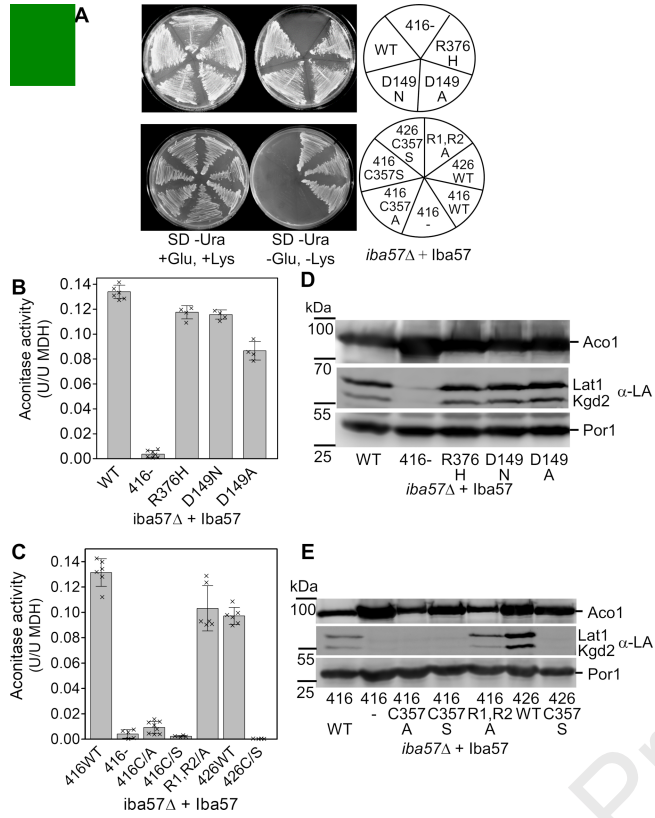 A
416-
WT
R376
H
D149
N
D149
A
426
C357
S
R1,R2
A
416
C357S
426
WT
416
C357
A
416
-
416
WT
SD -Ura
+Glu, +Lys
SD -Ura
-Glu, -Lys
iba57Δ + Iba57
B
Aconitase activity
(U/U MDH)
0.14
0.12
0.10
0.08
0.06
0.04
0.02
0.00
WT
416-
R376H
D149N
D149A
iba57Δ + Iba57
D
kDa
100
70
55
25
Aco1
Lat1
Kgd2
α-LA
Por1
WT
416-
R376
H
D149
N
D149
A
iba57Δ + Iba57
C
Aconitase activity
(U/U MDH)
0.14
0.12
0.10
0.08
0.06
0.04
0.02
0.00
416WT
416-
416C/A
416C/S
R1,R2/A
426WT
426C/S
iba57Δ + Iba57
E
kDa
100
55
25
Aco1
Lat1
Kgd2
α-LA
Por1
416
WT
416
-
416
C357
A
416
C357
S
416
R1,R2
A
426
WT
426
C357
S
iba57Δ + Iba57